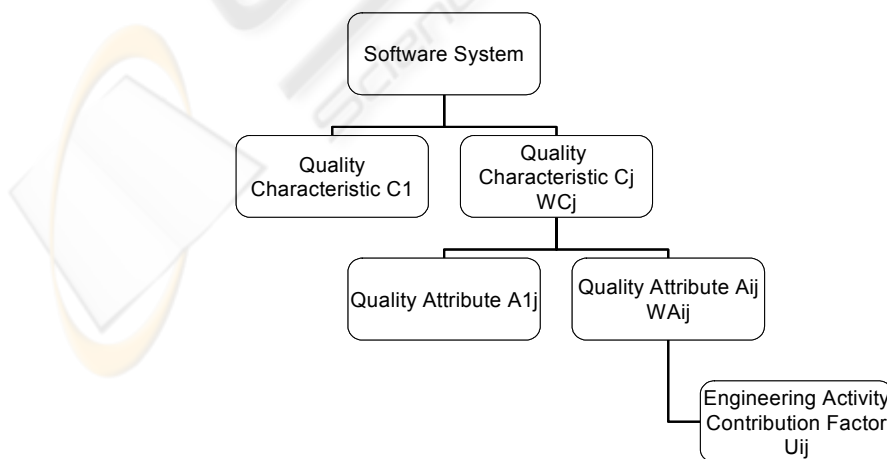 Software System
Quality
Characteristic C1
Quality
Characteristic Cj
WCj
Quality Attribute A1j
Quality Attribute Aij
WAij
Engineering Activity
Contribution Factor
Uij